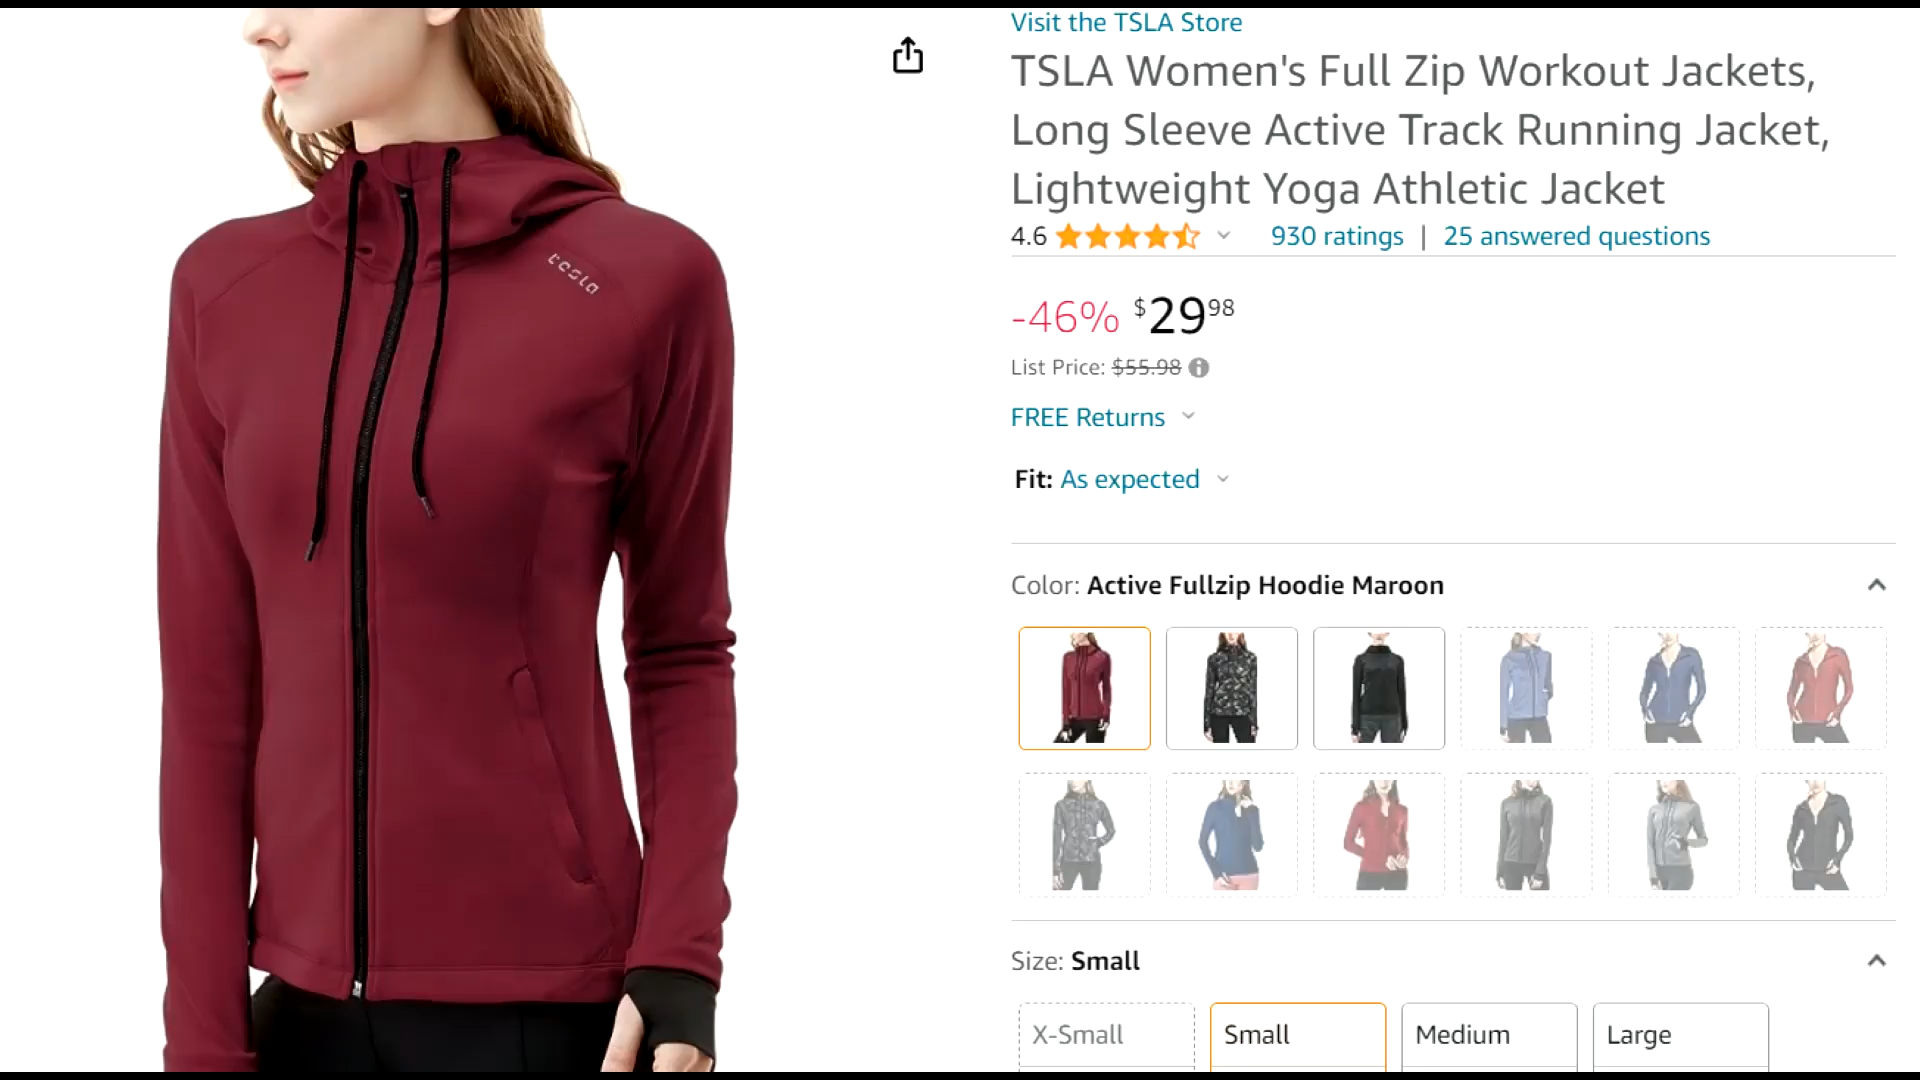 Visit the TSLA Store
TSLA Women's Full Zip Workout Jackets,
Long Sleeve Active Track Running Jacket,
Lightweight Yoga Athletic Jacket
4.6 930 ratings | 25 answered questions
-46% $2998
List Price: $55.98
FREE Returns
Fit: As expected
Color: Active Fullzip Hoodie Maroon
Size: Small
X-Small Small Medium Large
tesla